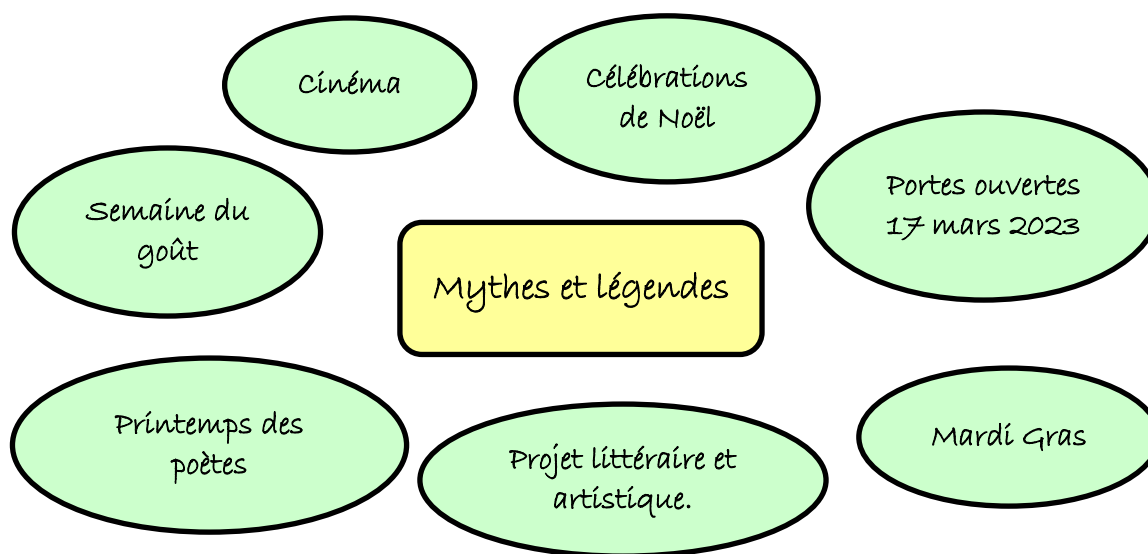 Cinéma
Célébrations
de Noël
Portes ouvertes
17 mars 2023
Semaine du
goût
Mythes et légendes
Printemps des
poètes
Projet littéraire et
artistique.
Mardi Gras